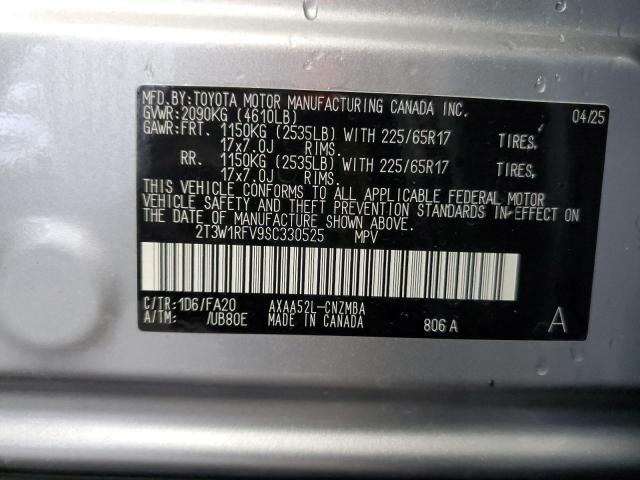 MFD.BY:TOYOTA MOTOR MANUFACTURING CANADA INC. 04/25
GVWR:2090KG (4610LB)
GAWR:FRT. 1150KG (2535LB) WITH 225/65R17 TIRES,
17x7.0J RIMS.
RR. 1150KG (2535LB) WITH 225/65R17 TIRES,
17x7.0J RIMS.
THIS VEHICLE CONFORMS TO ALL APPLICABLE FEDERAL MOTOR
VEHICLE SAFETY AND THEFT PREVENTION STANDARDS IN EFFECT ON
THE DATE OF MANUFACTURE SHOWN ABOVE.
2T3W1RFV9SC330525 MPV
C/TR:1D6/FA20 AXAA52L-CNZMBA
A/TM: /UB80E MADE IN CANADA 806 A A